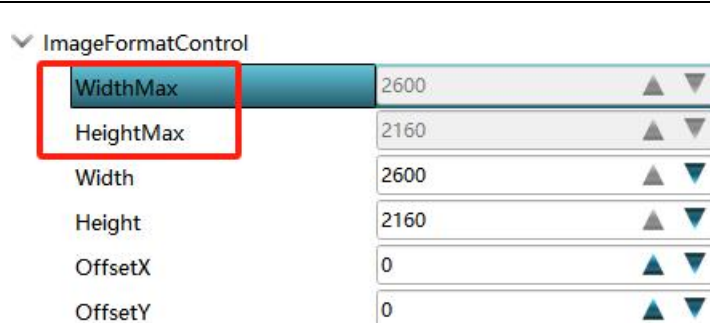 ImageFormatControl
WidthMax 2600
HeightMax 2160
Width 2600
Height 2160
OffsetX 0
OffsetY 0